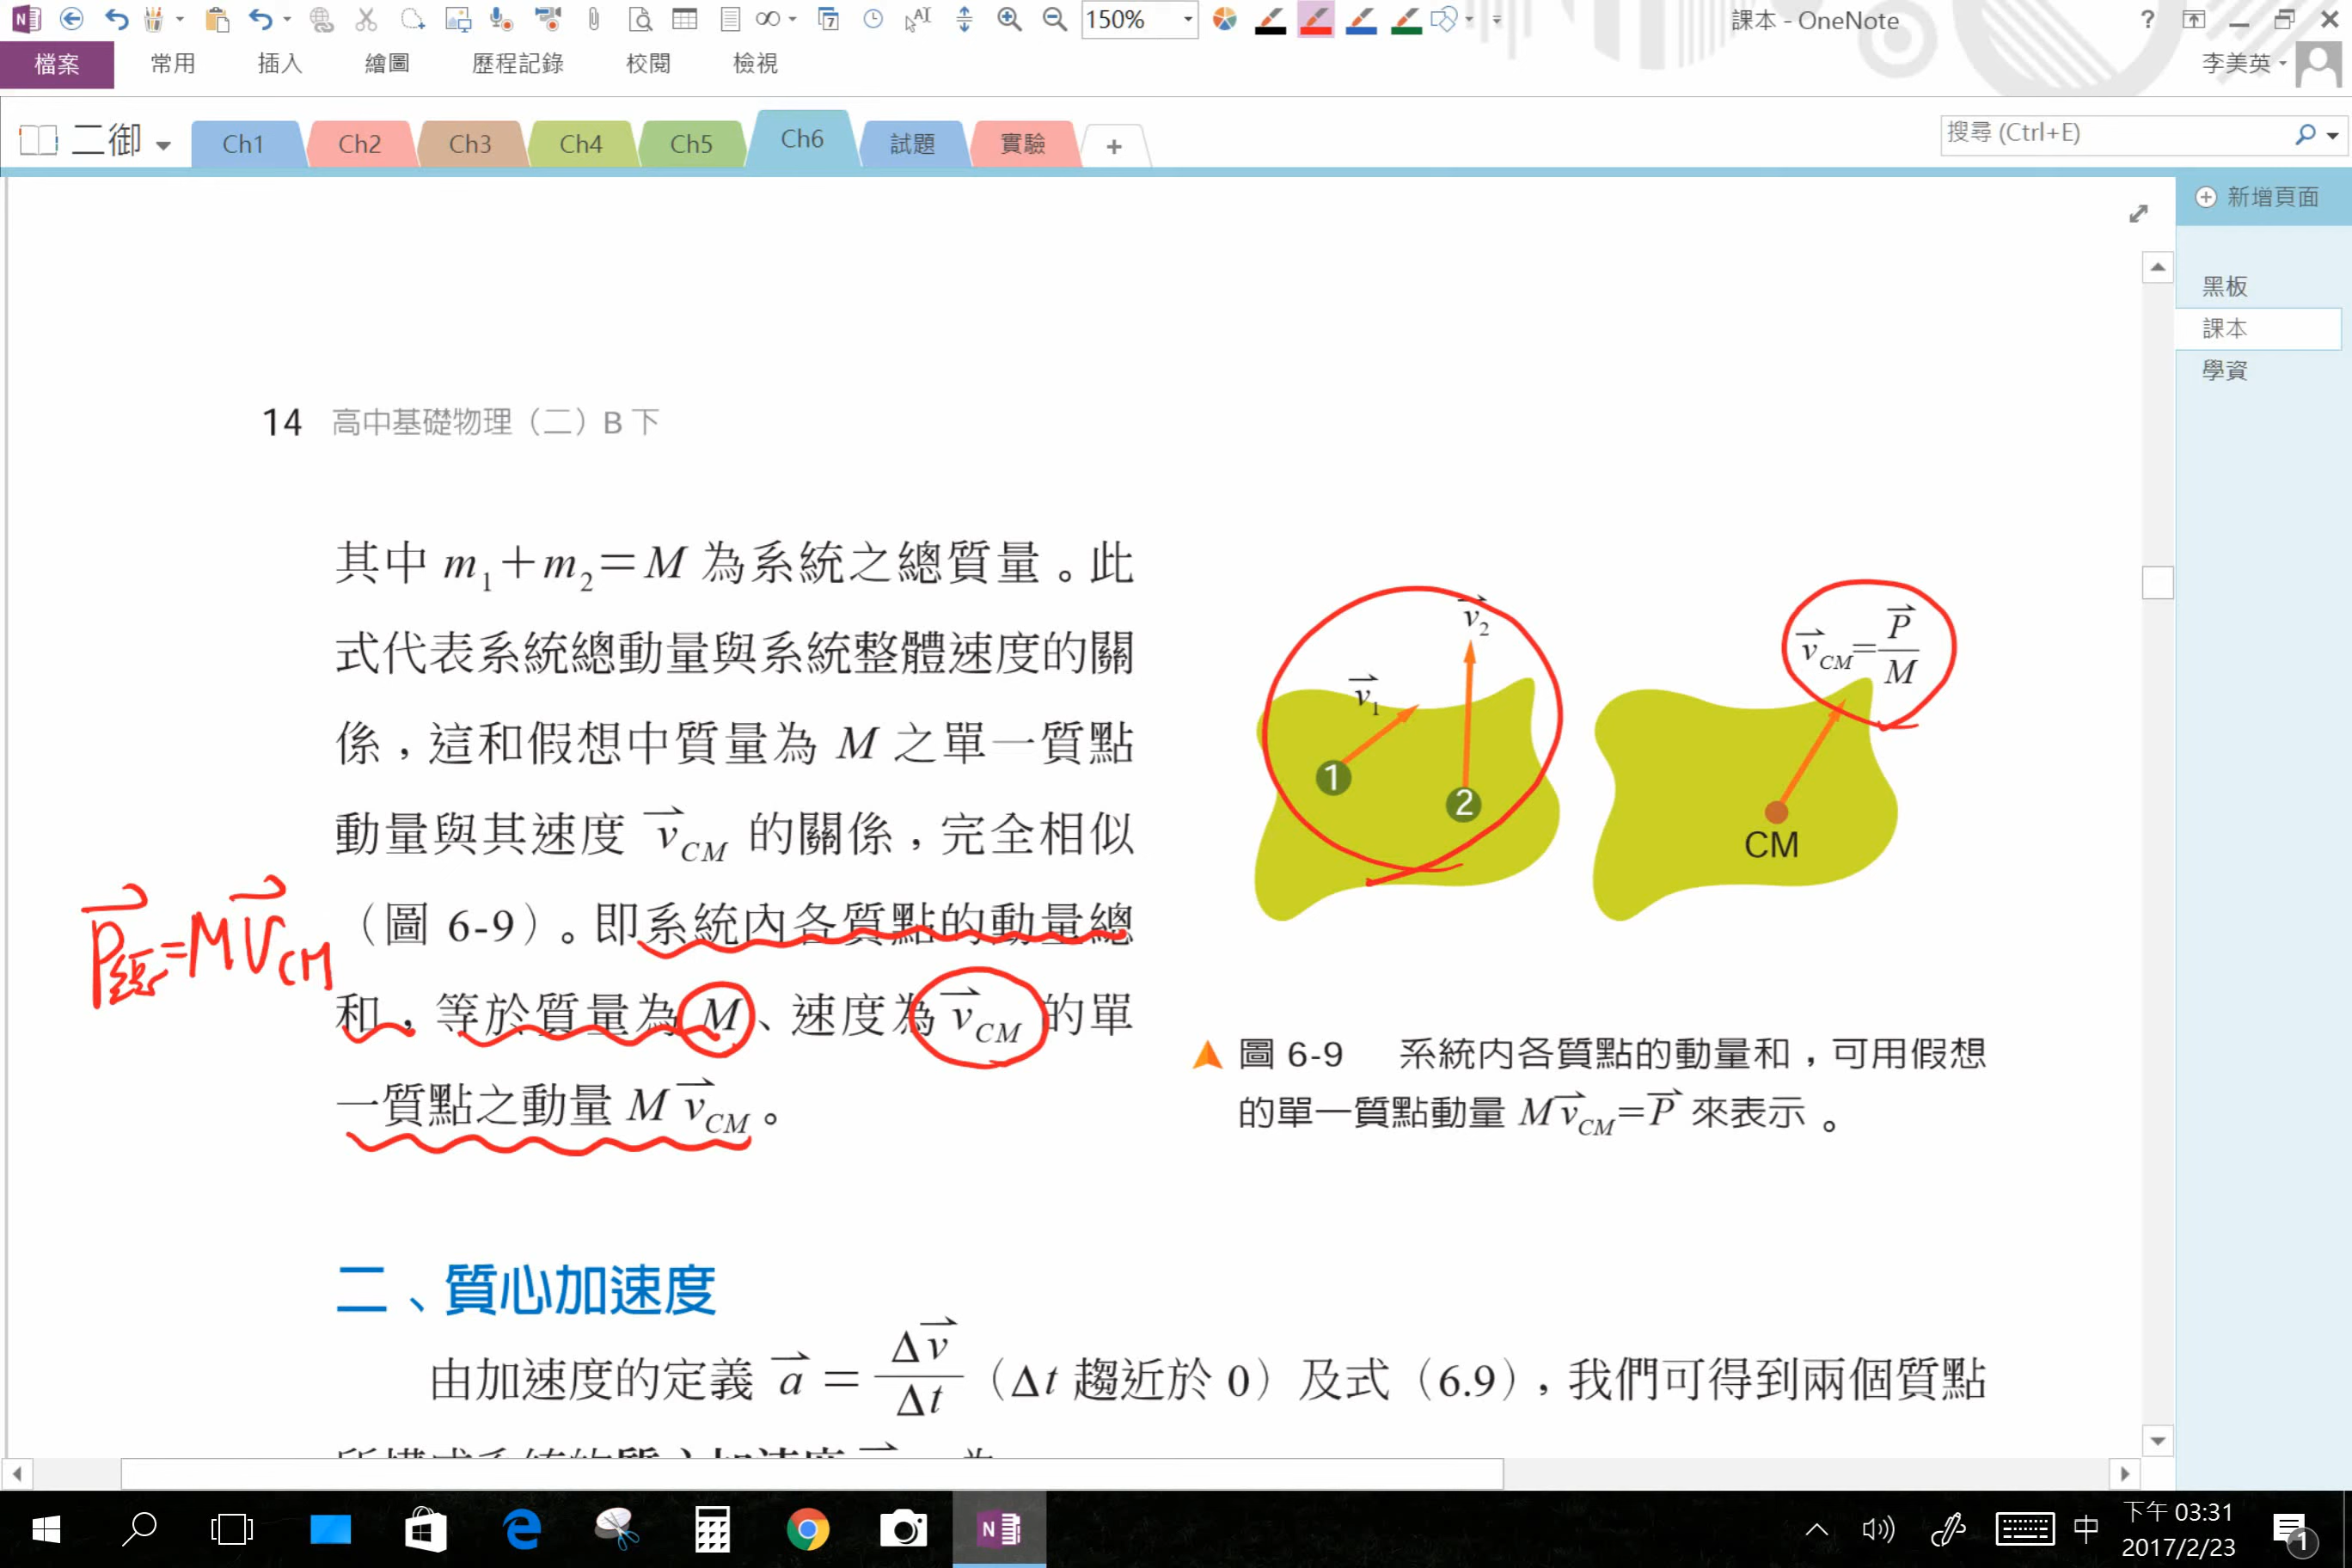 150%
課本 - OneNote
?
檔案 常用 插入 繪圖 歷程記錄 校閱 檢視
李美英
二御
Ch1 Ch2 Ch3 Ch4 Ch5 Ch6 試題 實驗 +
搜尋 (Ctrl+E)
新增頁面
黑板
課本
學資
14 高中基礎物理（二）B 下
其中 m₁＋m₂＝M 為系統之總質量。此
式代表系統總動量與系統整體速度的關
係，這和假想中質量為 M 之單一質點
動量與其速度 v⃗_CM 的關係，完全相似
（圖 6-9）。即系統內各質點的動量總
和，等於質量為 M、速度為 v⃗_CM 的單
一質點之動量 M v⃗_CM。
P⃗總=MV⃗CM
v⃗₁
v⃗₂
1
2
v⃗_CM=P⃗/M
CM
圖 6-9 系統內各質點的動量和，可用假想
的單一質點動量 Mv⃗_CM=P⃗ 來表示。
二、質心加速度
由加速度的定義 a⃗ ＝ Δv⃗/Δt（Δt 趨近於 0）及式（6.9），我們可得到兩個質點
中
下午 03:31
2017/2/23
1